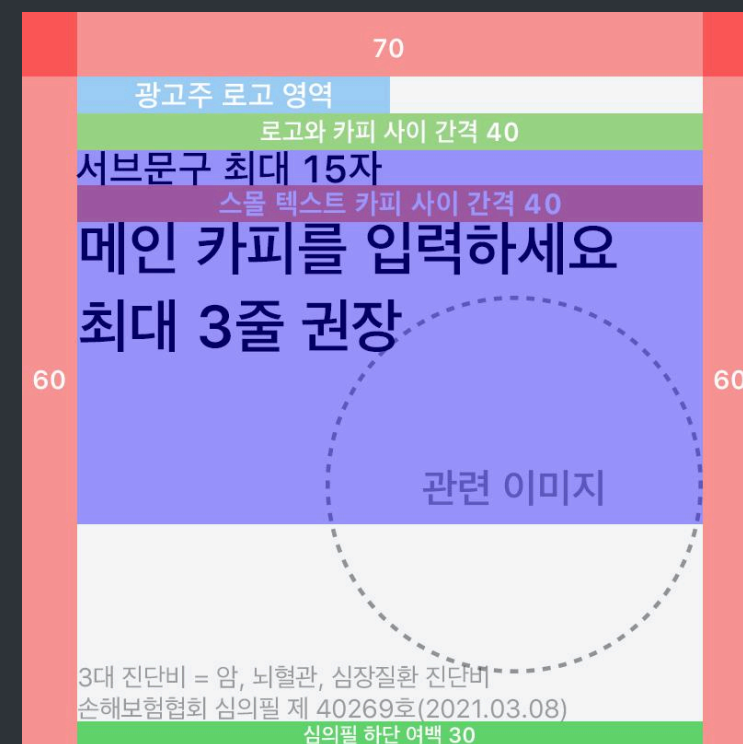 70
광고주 로고 영역
로고와 카피 사이 간격 40
서브문구 최대 15자
스몰 텍스트 카피 사이 간격 40
메인 카피를 입력하세요
최대 3줄 권장
60
60
관련 이미지
3대 진단비 = 암, 뇌혈관, 심장질환 진단비
손해보험협회 심의필 제 40269호(2021.03.08)
심의필 하단 여백 30